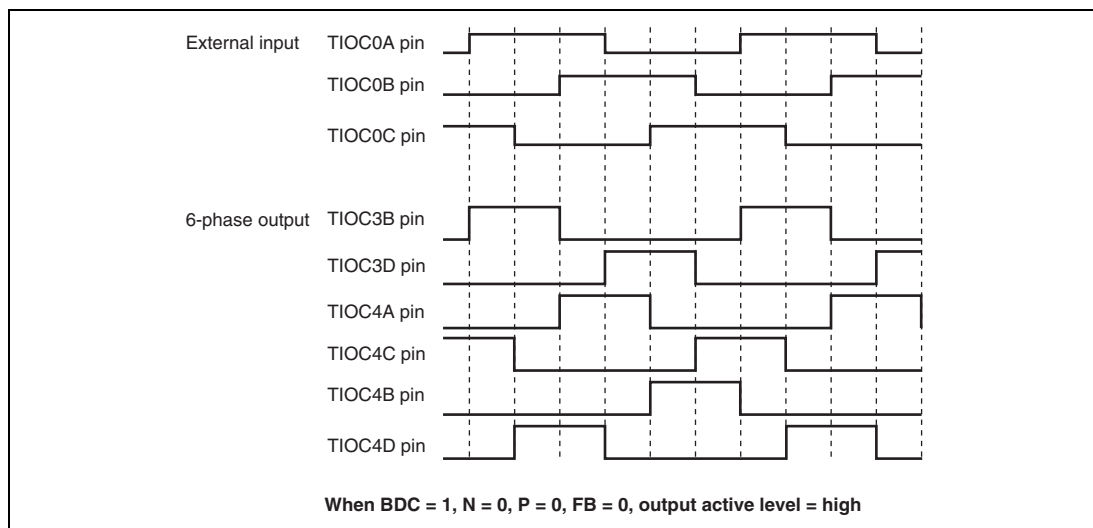 External input TIOC0A pin
TIOC0B pin
TIOC0C pin
6-phase output TIOC3B pin
TIOC3D pin
TIOC4A pin
TIOC4C pin
TIOC4B pin
TIOC4D pin
When BDC = 1, N = 0, P = 0, FB = 0, output active level = high